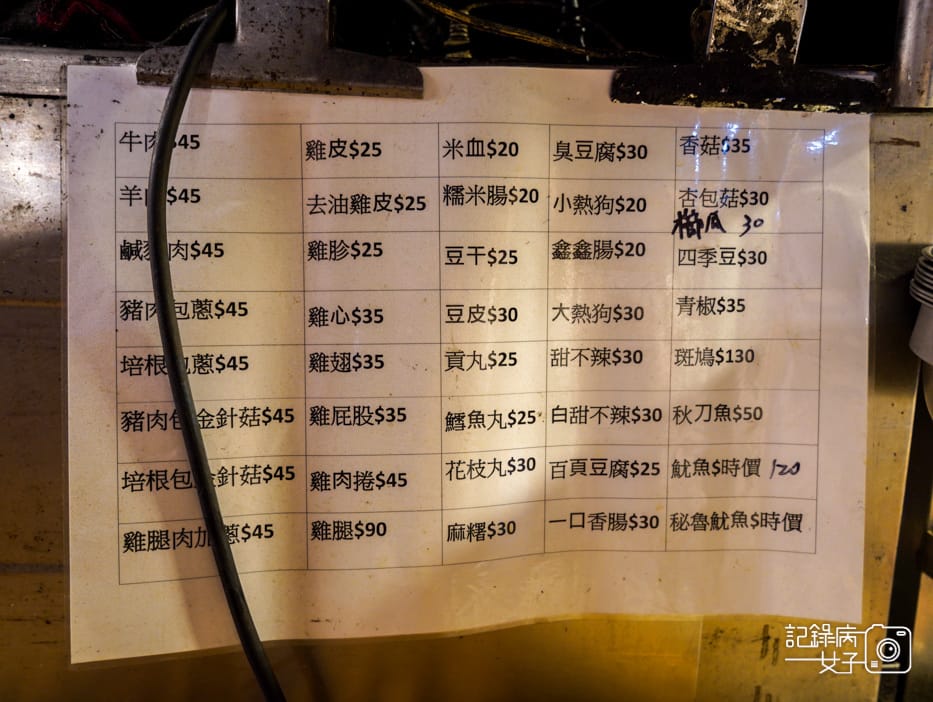 牛肉$45 雞皮$25 米血$20 臭豆腐$30 香菇$35
羊肉$45 去油雞皮$25 糯米腸$20 小熱狗$20 杏包菇$30
櫛瓜 30
鹹豬肉$45 雞胗$25 豆干$25 鑫鑫腸$20 四季豆$30
豬肉包蔥$45 雞心$35 豆皮$30 大熱狗$30 青椒$35
培根包蔥$45 雞翅$35 貢丸$25 甜不辣$30 斑鳩$130
豬肉包金針菇$45 雞屁股$35 鱈魚丸$25 白甜不辣$30 秋刀魚$50
培根包金針菇$45 雞肉捲$45 花枝丸$30 百頁豆腐$25 魷魚$時價 120
雞腿肉加蔥$45 雞腿$90 麻糬$30 一口香腸$30 秘魯魷魚$時價
記錄病
女子